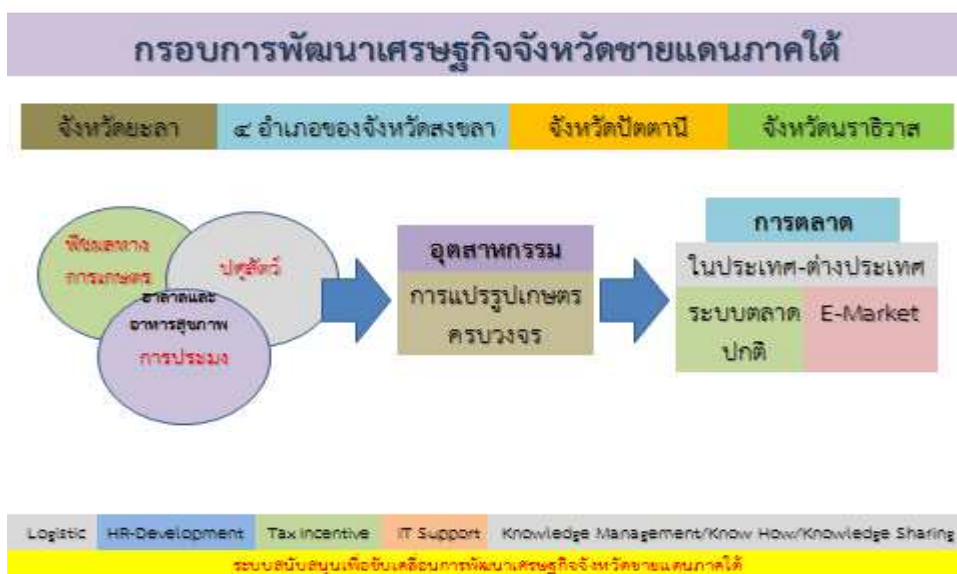 กรอบการพัฒนาเศรษฐกิจจังหวัดชายแดนภาคใต้
จังหวัดยะลา
๔ อำเภอของจังหวัดสงขลา
จังหวัดปัตตานี
จังหวัดนราธิวาส
พืชผลทาง
การเกษตร
ปศุสัตว์
ฮาลาลและ
อาหารสุขภาพ
การประมง
อุตสาหกรรม
การแปรรูปเกษตร
ครบวงจร
การตลาด
ในประเทศ-ต่างประเทศ
ระบบตลาด
ปกติ
E-Market
Logistic
HR-Development
Tax Incentive
IT Support
Knowledge Management/Know How/Knowledge Sharing
ระบบสนับสนุนเพื่อขับเคลื่อนการพัฒนาเศรษฐกิจจังหวัดชายแดนภาคใต้